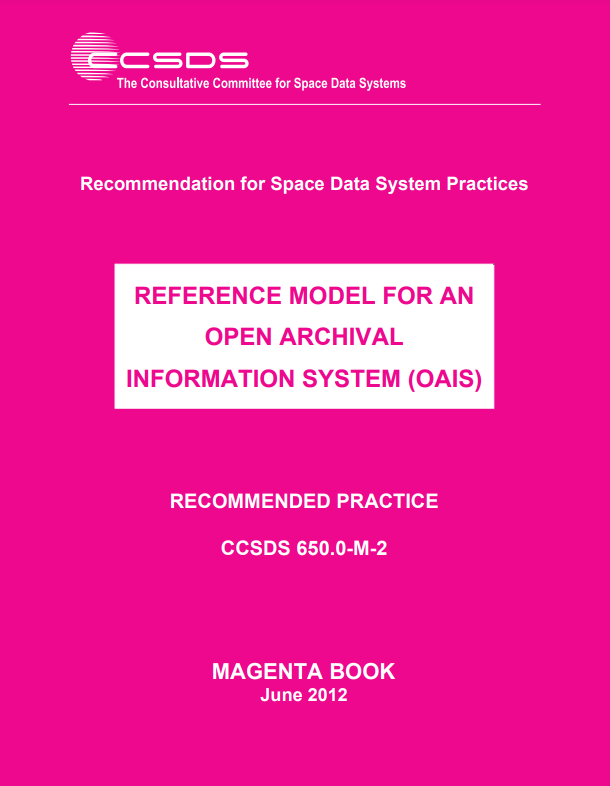 CCSDS
The Consultative Committee for Space Data Systems
Recommendation for Space Data System Practices
REFERENCE MODEL FOR AN
OPEN ARCHIVAL
INFORMATION SYSTEM (OAIS)
RECOMMENDED PRACTICE
CCSDS 650.0-M-2
MAGENTA BOOK
June 2012